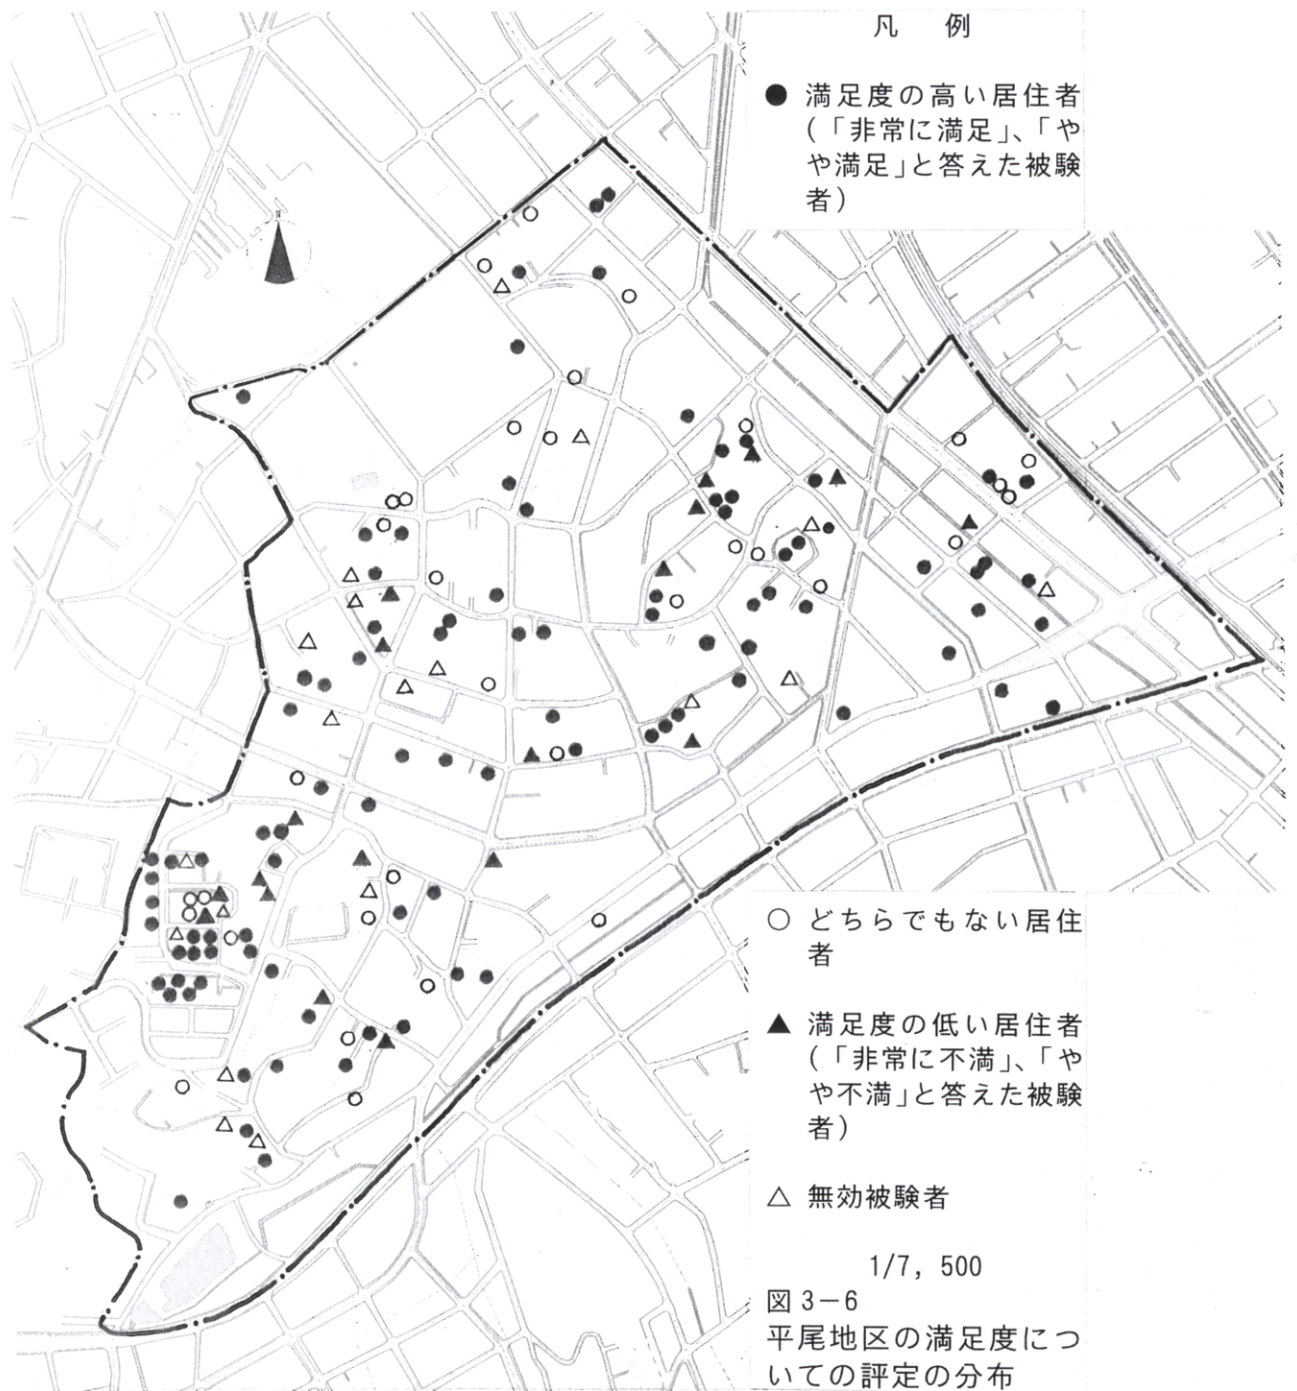 凡 例
● 満足度の高い居住者
(「非常に満足」、「や
や満足」と答えた被験
者)
○ どちらでもない居住
者
▲ 満足度の低い居住者
(「非常に不満」、「や
や不満」と答えた被験
者)
△ 無効被験者
1/7, 500
図3-6
平尾地区の満足度につ
いての評定の分布